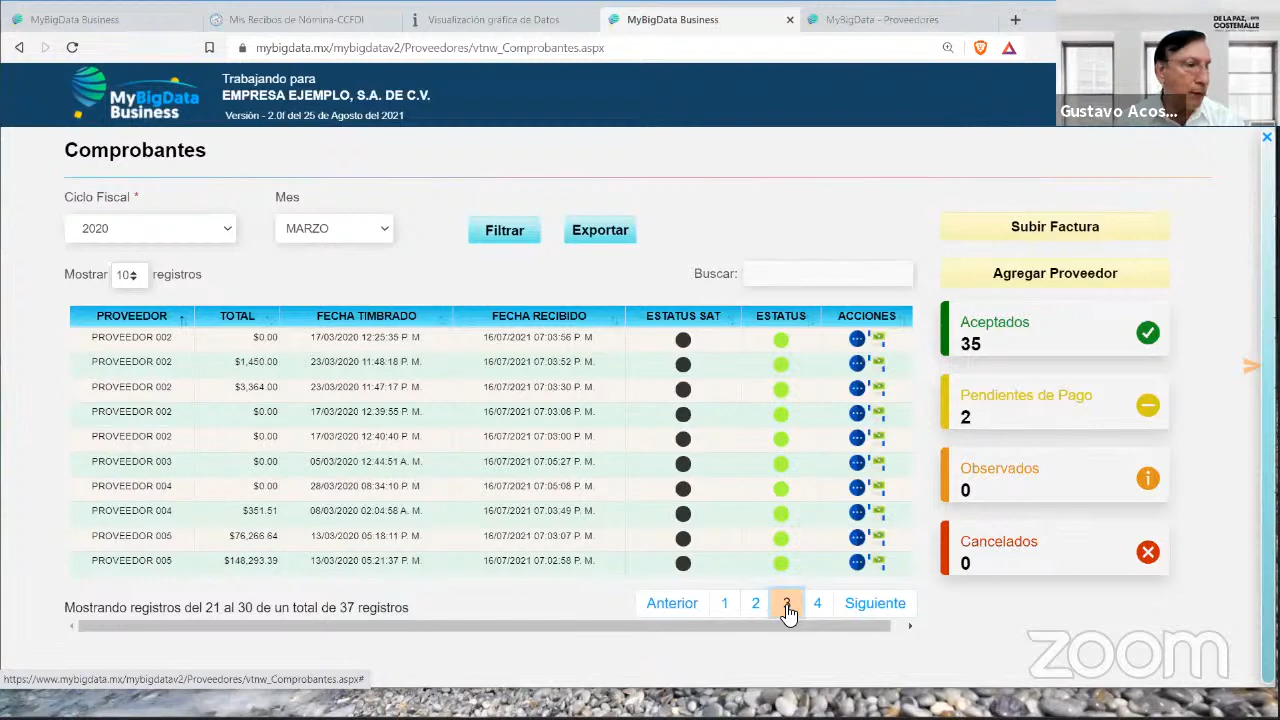 MyBigData Business
Mis Recibos de Nómina-CCFDI
Visualización gráfica de Datos
MyBigData Business
MyBigData - Proveedores
mybigdata.mx/mybigdatav2/Proveedores/vtnw_Comprobantes.aspx
DE LA PAZ,
COSTEMALLE
Gustavo Acos...
MyBigData
Business
Trabajando para
EMPRESA EJEMPLO, S.A. DE C.V.
Versión - 2.0f del 25 de Agosto del 2021
Comprobantes
Ciclo Fiscal *
Mes
2020
MARZO
Filtrar
Exportar
Mostrar 10 registros
Buscar:
PROVEEDOR TOTAL FECHA TIMBRADO FECHA RECIBIDO ESTATUS SAT ESTATUS ACCIONES
PROVEEDOR 002 $0.00 17/03/2020 12:25:35 P. M. 16/07/2021 07:03:56 P. M.
PROVEEDOR 002 $1,450.00 23/03/2020 11:48:18 P. M. 16/07/2021 07:03:52 P. M.
PROVEEDOR 002 $3,364.00 23/03/2020 11:47:17 P. M. 16/07/2021 07:03:30 P. M.
PROVEEDOR 002 $0.00 17/03/2020 12:39:55 P. M. 16/07/2021 07:03:08 P. M.
PROVEEDOR 002 $0.00 17/03/2020 12:40:40 P. M. 16/07/2021 07:03:00 P. M.
PROVEEDOR 004 $0.00 05/03/2020 12:44:51 A. M. 16/07/2021 07:05:27 P. M.
PROVEEDOR 004 $0.00 28/03/2020 08:34:10 P. M. 16/07/2021 07:05:08 P. M.
PROVEEDOR 004 $351.51 08/03/2020 02:04:58 A. M. 16/07/2021 07:03:49 P. M.
PROVEEDOR 005 13/03/2020 05:18:11 P. M. 16/07/2021 07:03:07 P. M.
PROVEEDOR 005 $148,293.39 13/03/2020 05:21:37 P. M. 16/07/2021 07:02:58 P. M.
Mostrando registros del 21 al 30 de un total de 37 registros
Anterior 1 2 3 4 Siguiente
Subir Factura
Agregar Proveedor
Aceptados
35
Pendientes de Pago
2
Observados
0
Cancelados
0
zoom
https://www.mybigdata.mx/mybigdatav2/Proveedores/vtnw_Comprobantes.aspx#